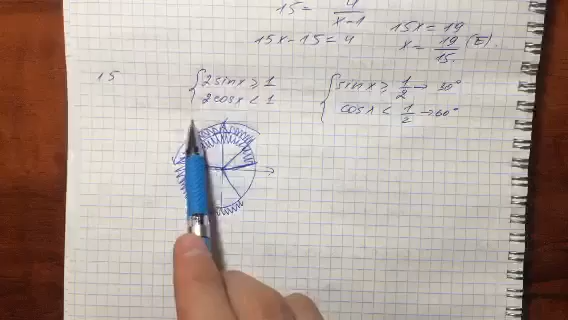 15 = 4/x-1
15x-15=4
15x = 19
x = 19/15 (E).
15
{2sinx ≥ 1
2cosx < 1
{sinx ≥ 1/2 → 30°
cosx < 1/2 → 60°